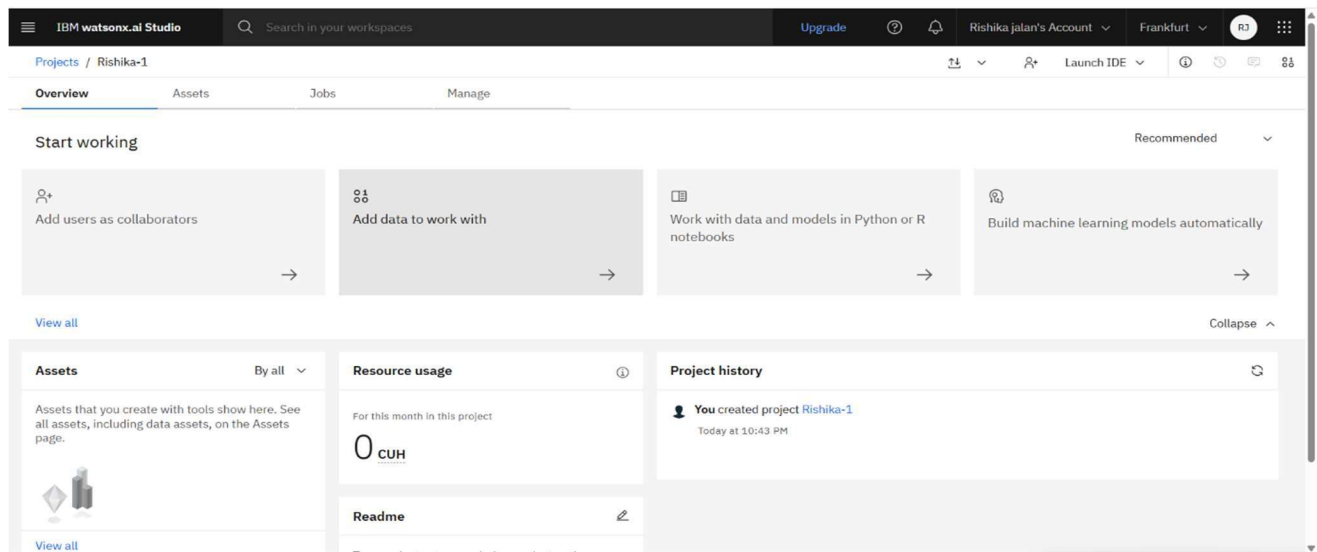 IBM watsonx.ai Studio
Search in your workspaces
Upgrade
Rishika jalan's Account
Frankfurt
RJ
Projects / Rishika-1
Launch IDE
Overview
Assets
Jobs
Manage
Start working
Recommended
Add users as collaborators
Add data to work with
Work with data and models in Python or R
notebooks
Build machine learning models automatically
View all
Collapse
Assets
By all
Assets that you create with tools show here. See
all assets, including data assets, on the Assets
page.
View all
Resource usage
For this month in this project
0 CUH
Readme
Project history
You created project Rishika-1
Today at 10:43 PM